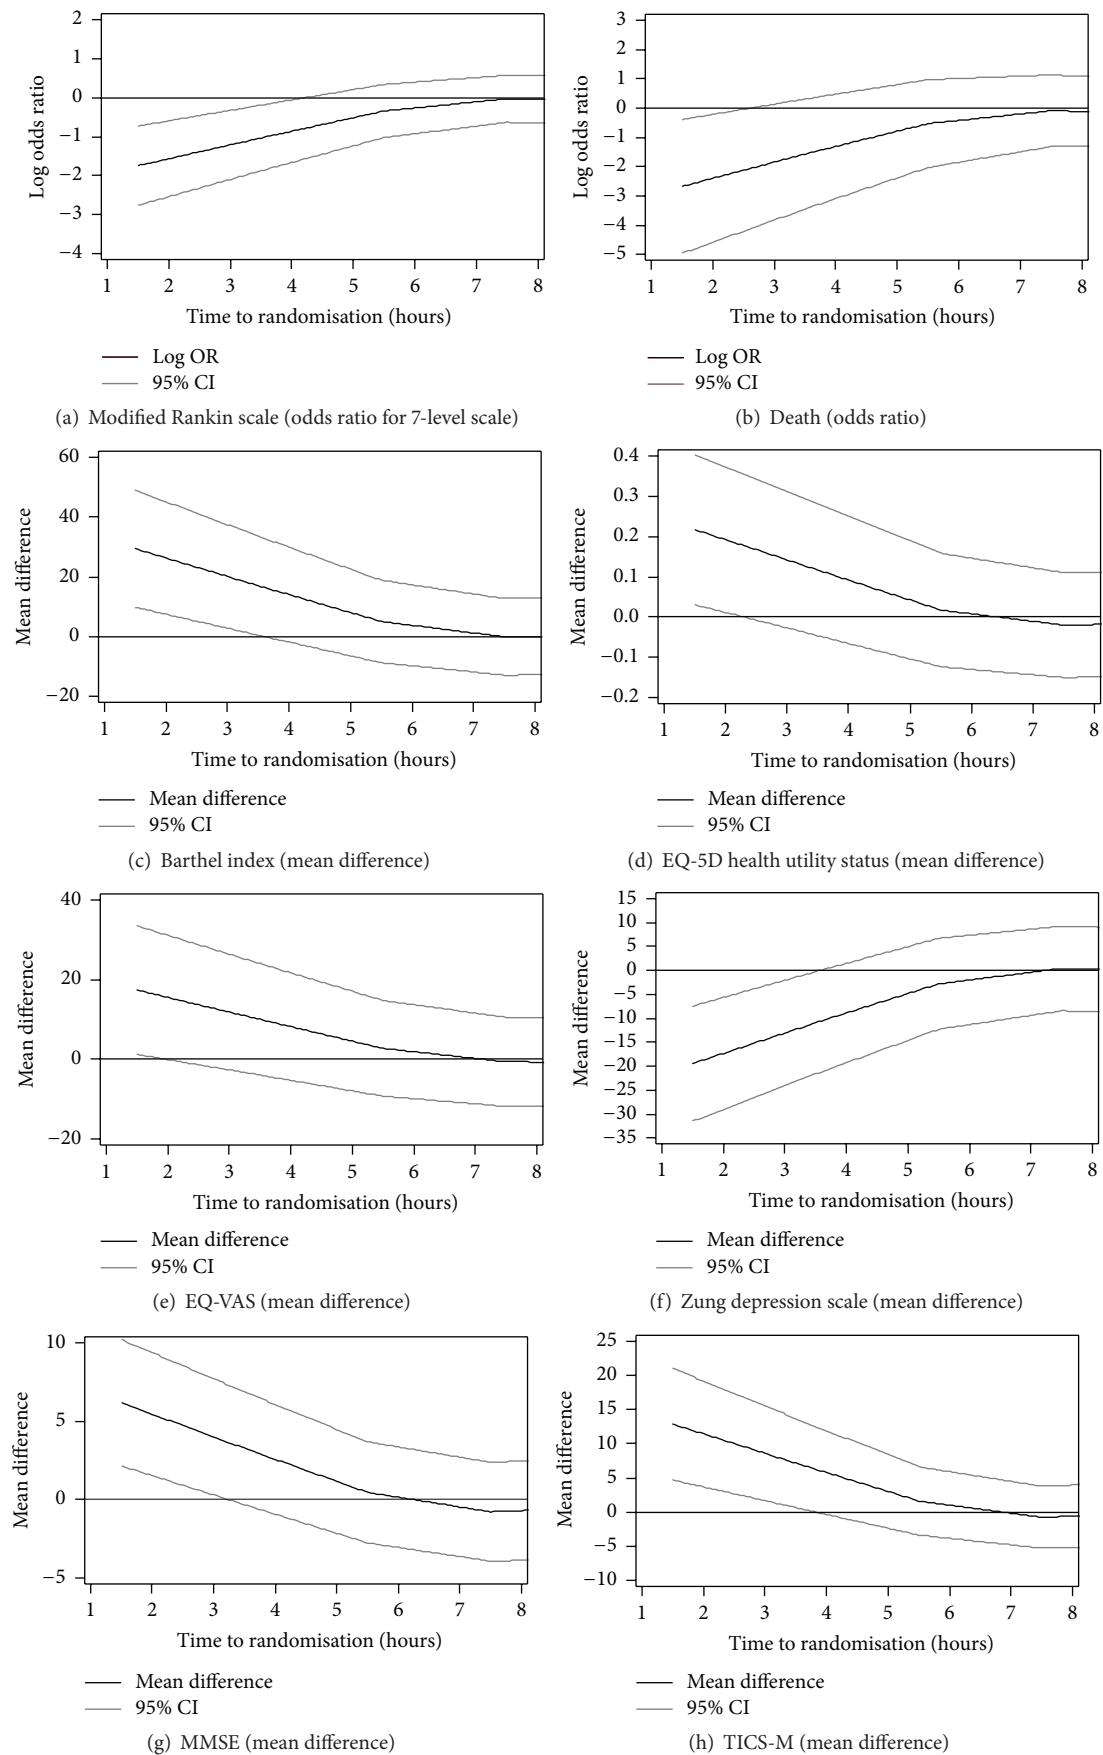 2
1
0
−1
−2
−3
−4
Log odds ratio
1 2 3 4 5 6 7 8
Time to randomisation (hours)
Log OR
95% CI
(a) Modified Rankin scale (odds ratio for 7-level scale)
3
2
1
0
−1
−2
−3
−4
−5
Log odds ratio
1 2 3 4 5 6 7 8
Time to randomisation (hours)
Log OR
95% CI
(b) Death (odds ratio)
60
40
20
0
−20
Mean difference
1 2 3 4 5 6 7 8
Time to randomisation (hours)
Mean difference
95% CI
(c) Barthel index (mean difference)
0.4
0.3
0.2
0.1
0.0
−0.1
−0.2
Mean difference
1 2 3 4 5 6 7 8
Time to randomisation (hours)
Mean difference
95% CI
(d) EQ-5D health utility status (mean difference)
40
20
0
−20
Mean difference
1 2 3 4 5 6 7 8
Time to randomisation (hours)
Mean difference
95% CI
(e) EQ-VAS (mean difference)
15
10
5
0
−5
−10
−15
−20
−25
−30
−35
Mean difference
1 2 3 4 5 6 7 8
Time to randomisation (hours)
Mean difference
95% CI
(f) Zung depression scale (mean difference)
10
5
0
−5
Mean difference
1 2 3 4 5 6 7 8
Time to randomisation (hours)
Mean difference
95% CI
(g) MMSE (mean difference)
25
20
15
10
5
0
−5
−10
Mean difference
1 2 3 4 5 6 7 8
Time to randomisation (hours)
Mean difference
95% CI
(h) TICS-M (mean difference)